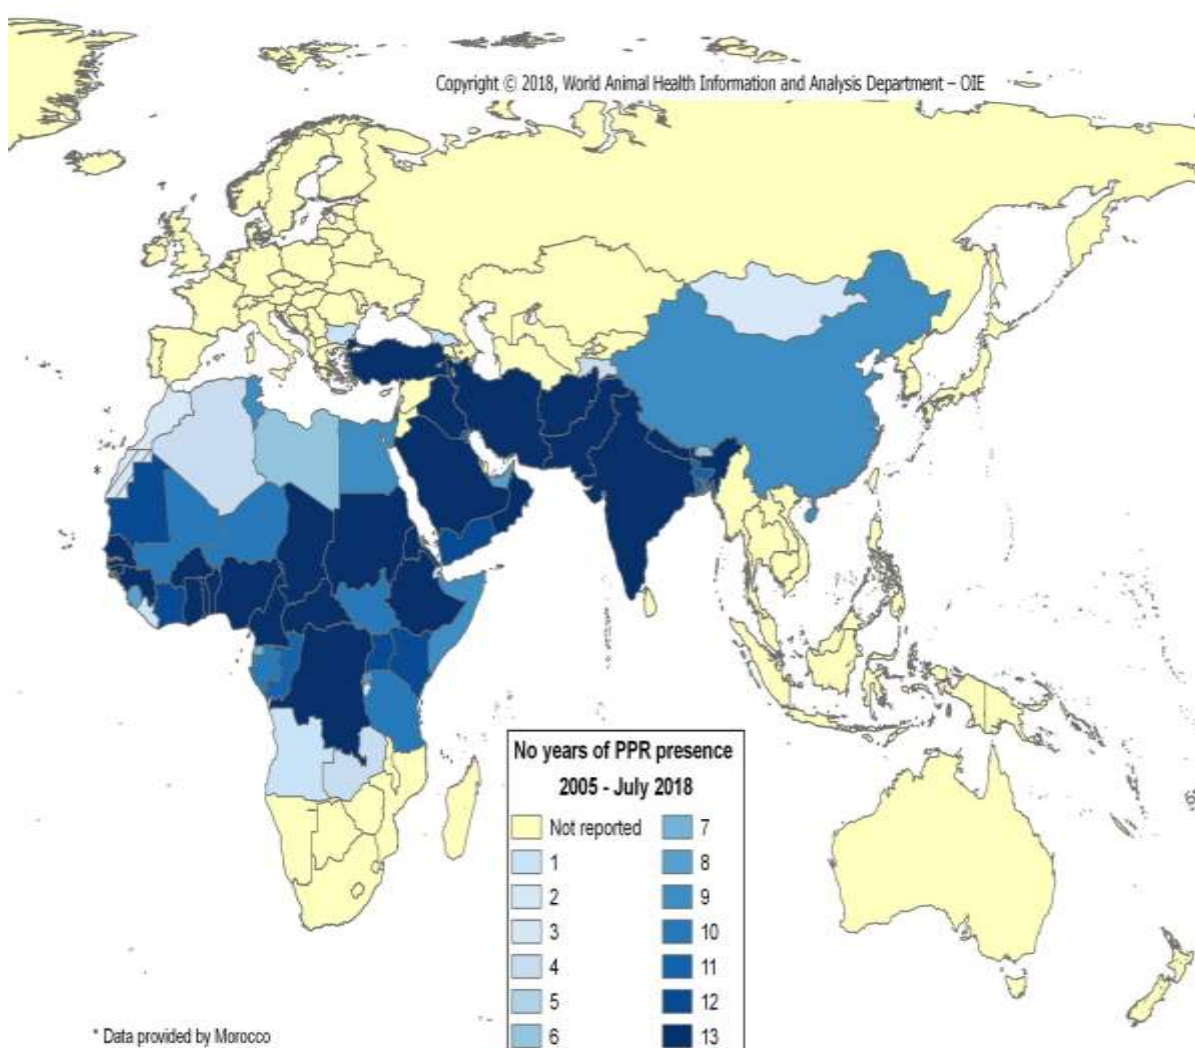 Copyright © 2018, World Animal Health Information and Analysis Department – OIE
*
No years of PPR presence
2005 - July 2018
Not reported
1
2
3
4
5
6
7
8
9
10
11
12
13
* Data provided by Morocco